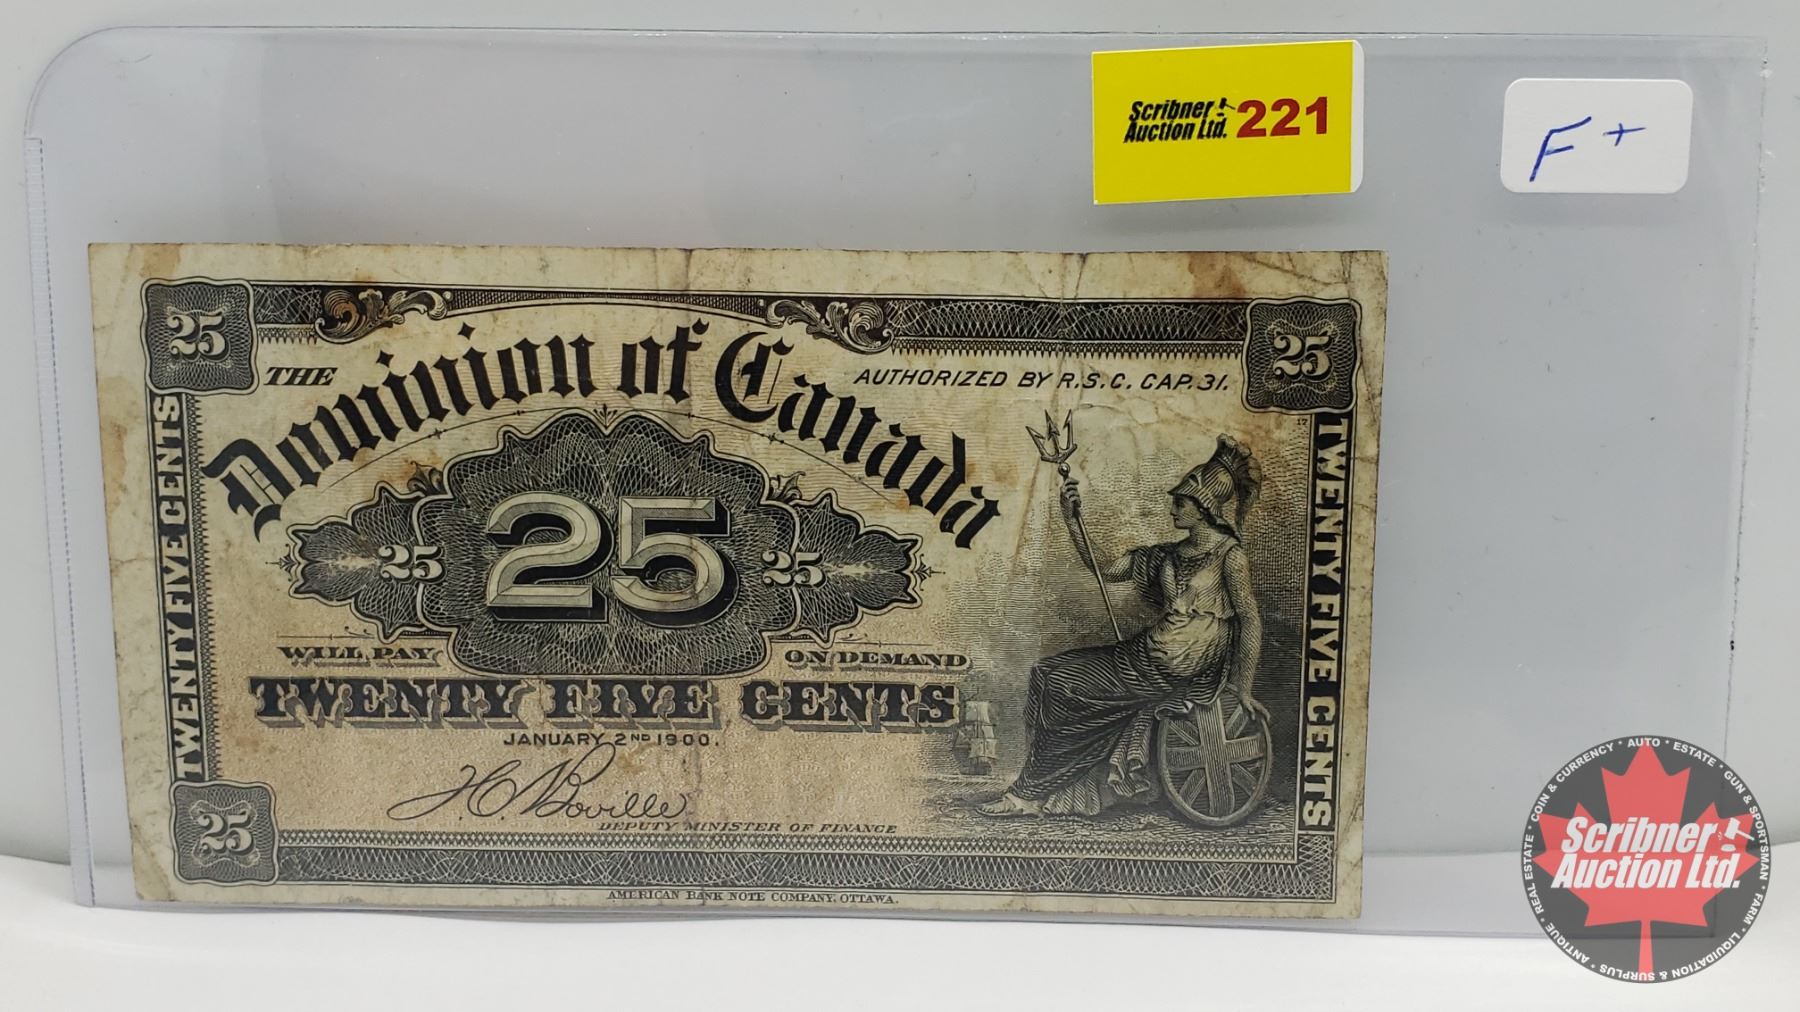 Scribner
Auction Ltd. 221
F+
25
25
THE Dominion of Canada
AUTHORIZED BY R.S.C. CAP. 31.
17
TWENTY FIVE CENTS
TWENTY FIVE CENTS
25 25 25
WILL PAY ON DEMAND
TWENTY FIVE CENTS
JANUARY 2ND 1900.
H.C. Boville
DEPUTY MINISTER OF FINANCE
25
AMERICAN BANK NOTE COMPANY, OTTAWA.
COIN & CURRENCY * AUTO * ESTATE * GUN & SPORTSMAN * FARM * LIQUIDATION & SURPLUS * ANTIQUE * REAL ESTATE *
Scribner
Auction Ltd.